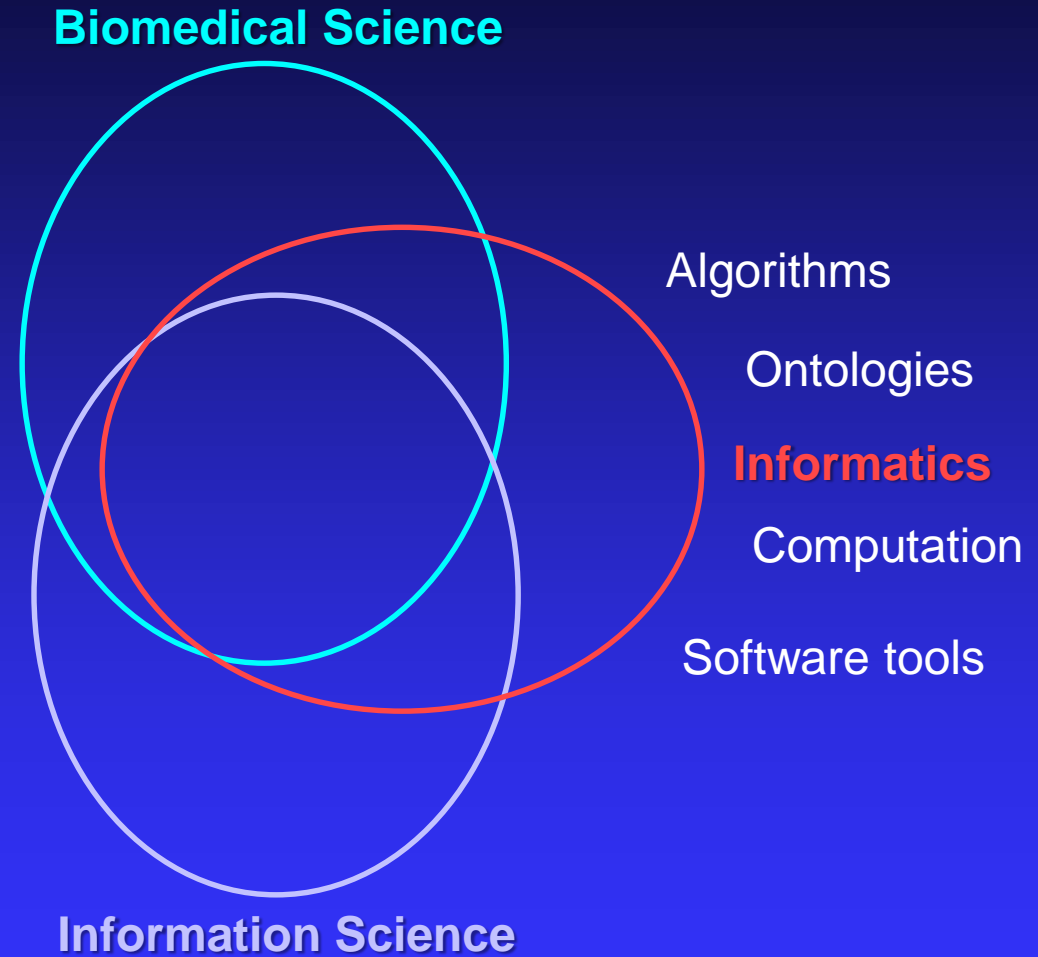 Biomedical Science
Algorithms
Ontologies
Informatics
Computation
Software tools
Information Science